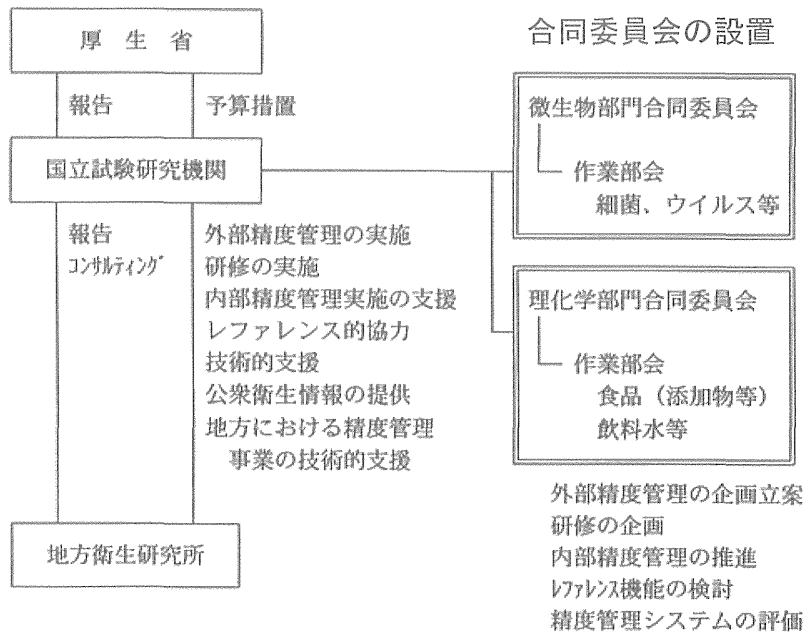 厚生省
報告
予算措置
国立試験研究機関
報告
コンサルティング
外部精度管理の実施
研修の実施
内部精度管理実施の支援
レファレンス的協力
技術的支援
公衆衛生情報の提供
地方における精度管理
事業の技術的支援
地方衛生研究所
合同委員会の設置
微生物部門合同委員会
作業部会
細菌、ウイルス等
理化学部門合同委員会
作業部会
食品（添加物等）
飲料水等
外部精度管理の企画立案
研修の企画
内部精度管理の推進
レファレンス機能の検討
精度管理システムの評価